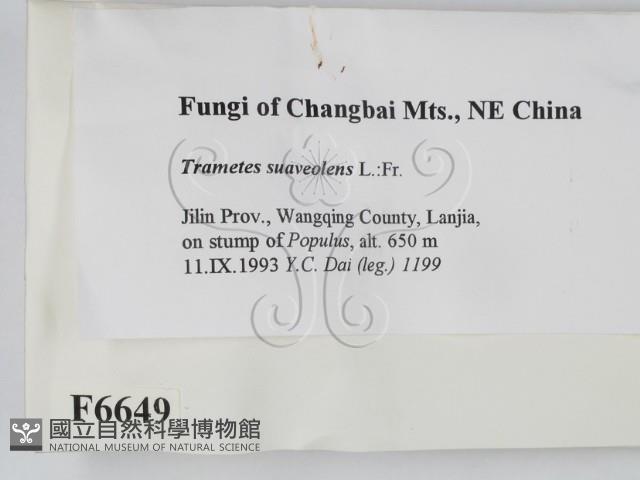 Fungi of Changbai Mts., NE China
Trametes suaveolens L.:Fr.
Jilin Prov., Wangqing County, Lanjia,
on stump of Populus, alt. 650 m
11.IX.1993 Y.C. Dai (leg.) 1199
F6649
國立自然科學博物館
NATIONAL MUSEUM OF NATURAL SCIENCE